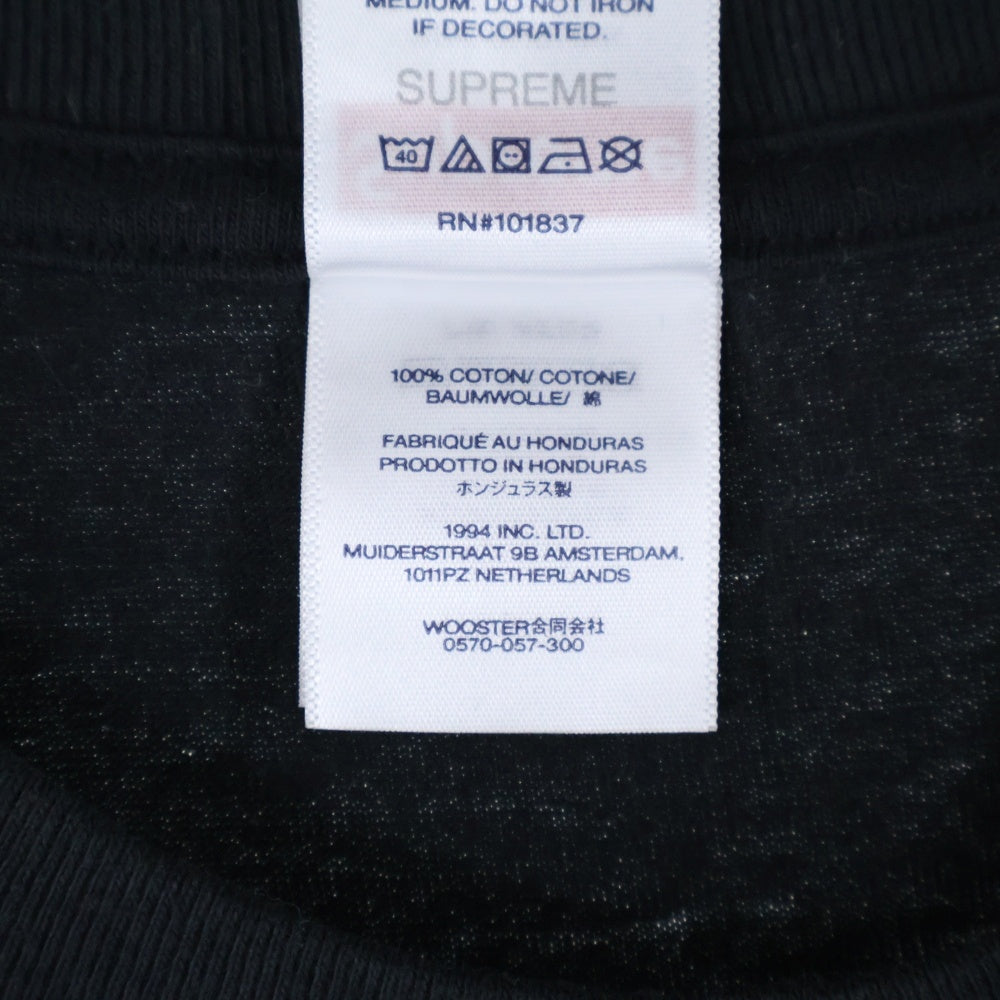 MEDIUM. DO NOT IRON
IF DECORATED.
SUPREME
40
RN#101837
100% COTON/ COTONE/
BAUMWOLLE/ 綿
FABRIQUÉ AU HONDURAS
PRODOTTO IN HONDURAS
ホンジュラス製
1994 INC. LTD.
MUIDERSTRAAT 9B AMSTERDAM.
1011PZ NETHERLANDS
WOOSTER合同会社
0570-057-300